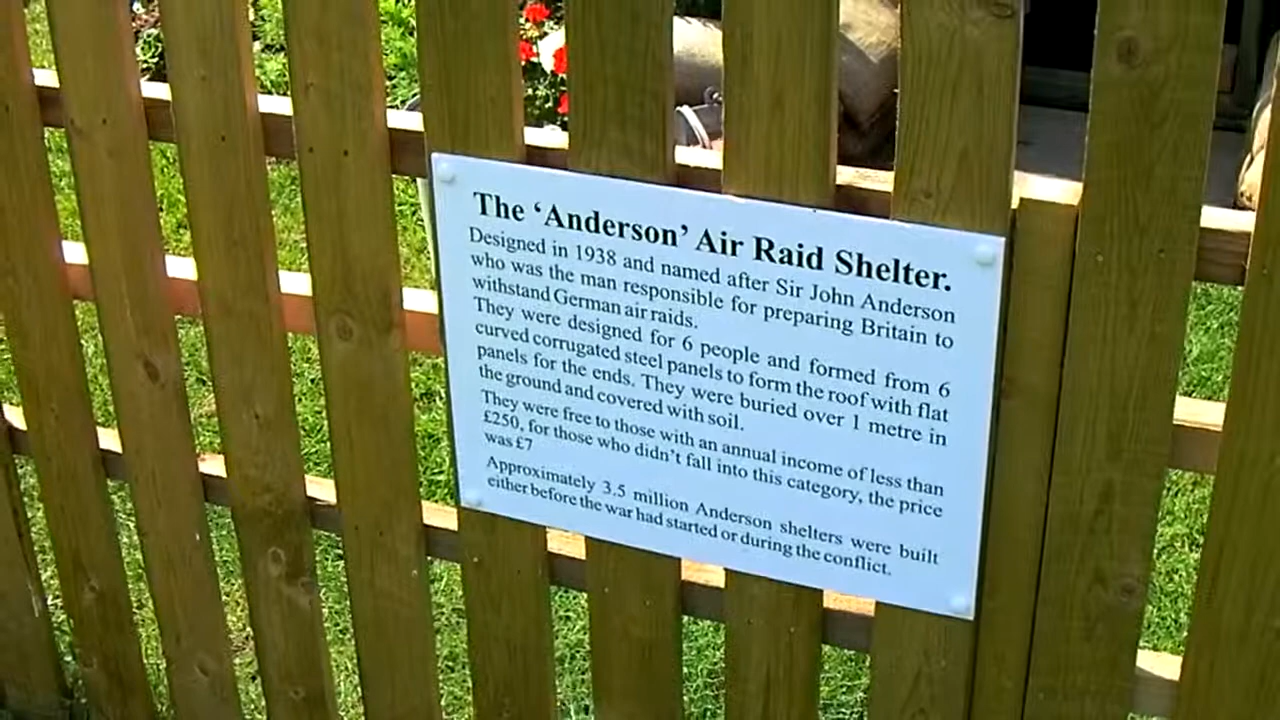 The ‘Anderson’ Air Raid Shelter.
Designed in 1938 and named after Sir John Anderson
who was the man responsible for preparing Britain to
withstand German air raids.
They were designed for 6 people and formed from 6
curved corrugated steel panels to form the roof with flat
panels for the ends. They were buried over 1 metre in
the ground and covered with soil.
They were free to those with an annual income of less than
£250, for those who didn’t fall into this category, the price
was £7
Approximately 3.5 million Anderson shelters were built
either before the war had started or during the conflict.